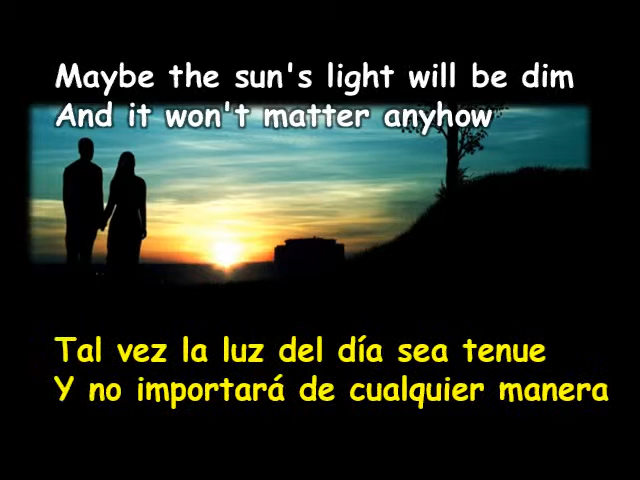 Maybe the sun's light will be dim
And it won't matter anyhow
Tal vez la luz del día sea tenue
Y no importará de cualquier manera